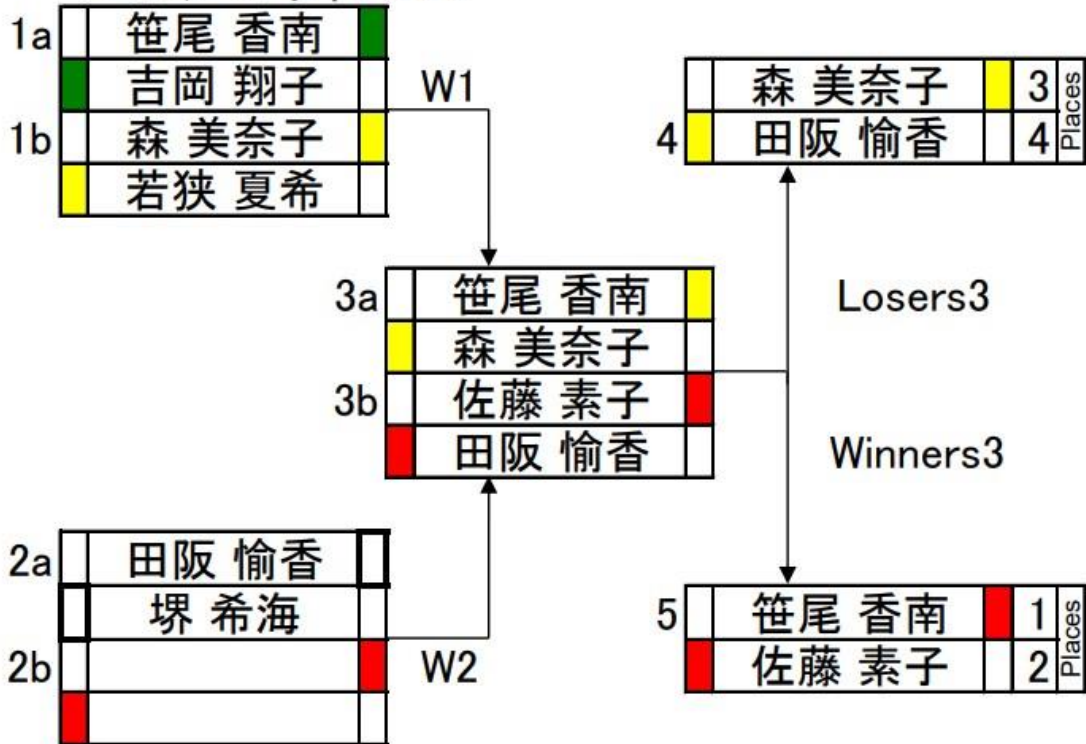 1a 笹尾 香南
吉岡 翔子
1b 森 美奈子
若狭 夏希
W1
森 美奈子 3
4 田阪 愉香 4
Places
3a 笹尾 香南
森 美奈子
3b 佐藤 素子
田阪 愉香
Losers3
Winners3
2a 田阪 愉香
堺 希海
2b
W2
5 笹尾 香南 1
佐藤 素子 2
Places